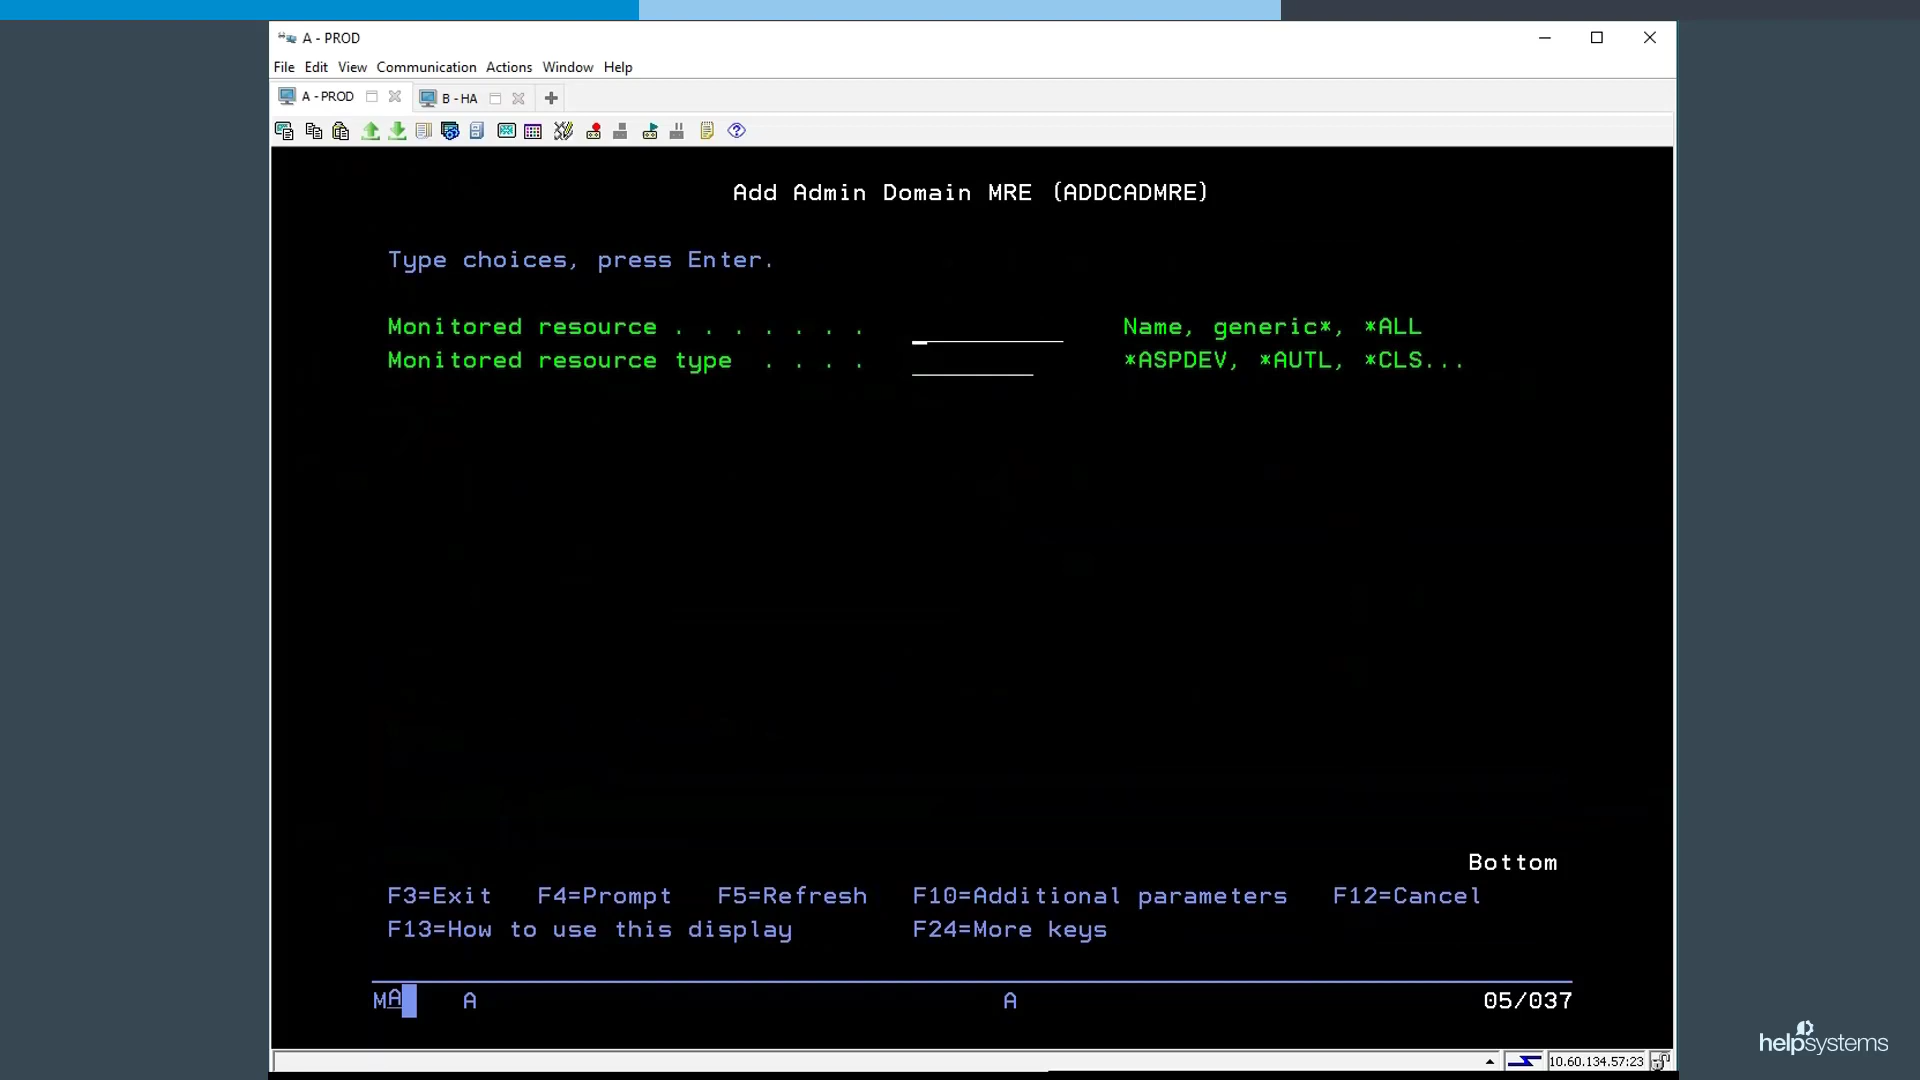 A - PROD
File Edit View Communication Actions Window Help
A - PROD B - HA
Add Admin Domain MRE (ADDCADMRE)
Type choices, press Enter.
Monitored resource . . . . . . . Name, generic*, *ALL
Monitored resource type . . . . *ASPDEV, *AUTL, *CLS...
Bottom
F3=Exit F4=Prompt F5=Refresh F10=Additional parameters F12=Cancel
F13=How to use this display F24=More keys
MA A A 05/037
10.60.134.57:23
helpsystems